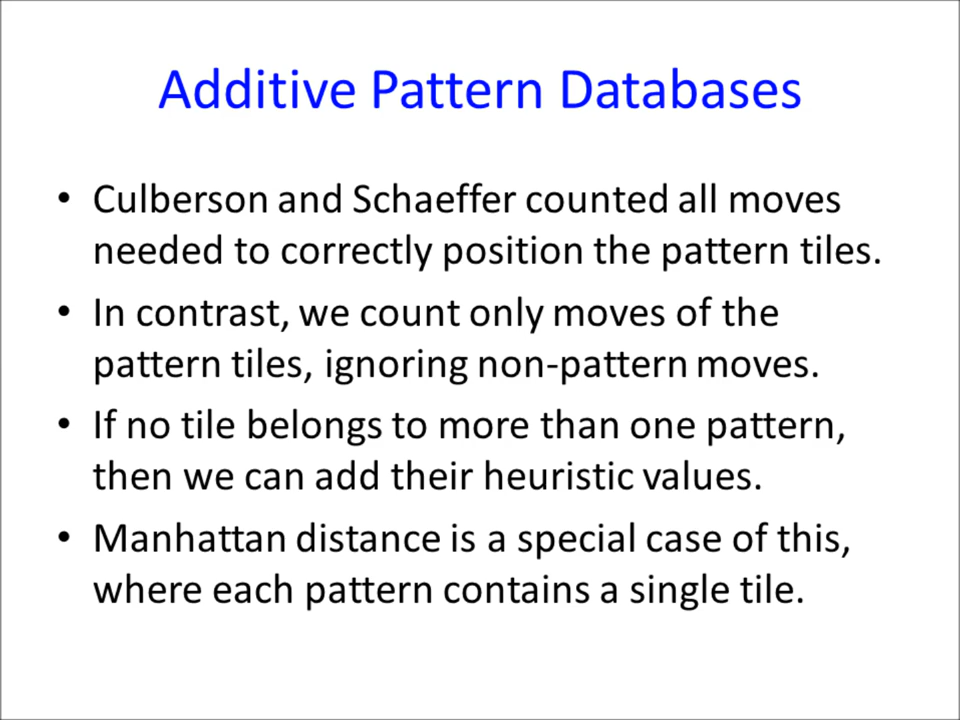 Additive Pattern Databases
• Culberson and Schaeffer counted all moves
needed to correctly position the pattern tiles.
• In contrast, we count only moves of the
pattern tiles, ignoring non-pattern moves.
• If no tile belongs to more than one pattern,
then we can add their heuristic values.
• Manhattan distance is a special case of this,
where each pattern contains a single tile.